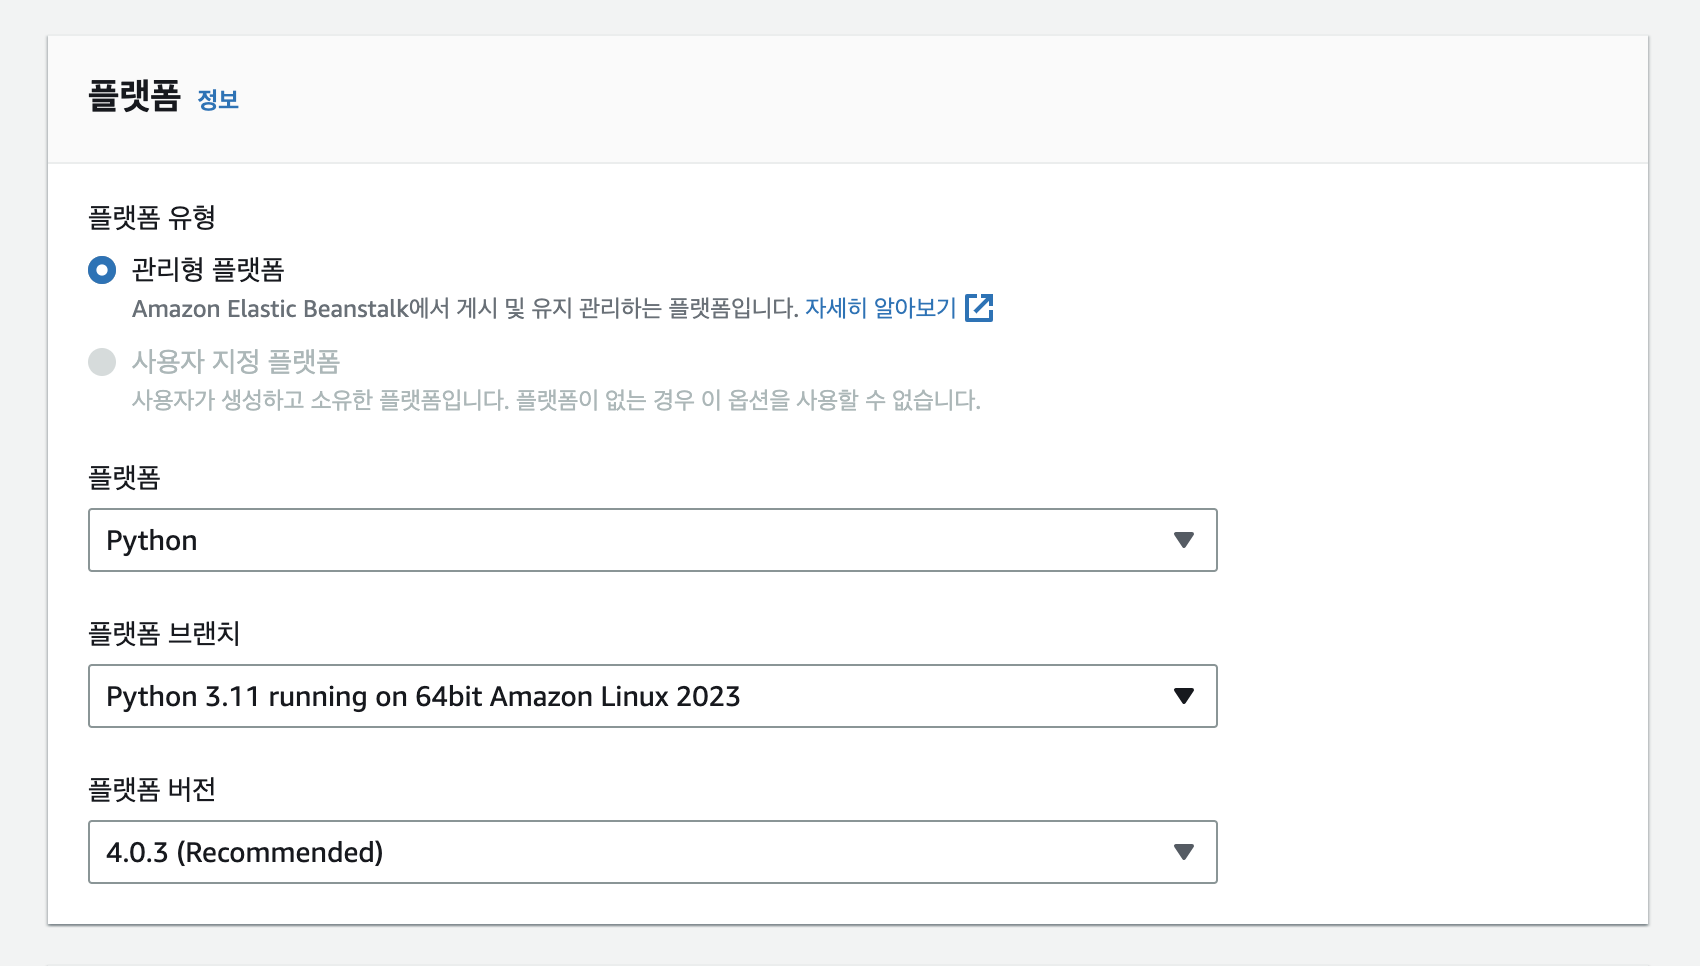 플랫폼 정보
플랫폼 유형
관리형 플랫폼
Amazon Elastic Beanstalk에서 게시 및 유지 관리하는 플랫폼입니다. 자세히 알아보기
사용자 지정 플랫폼
사용자가 생성하고 소유한 플랫폼입니다. 플랫폼이 없는 경우 이 옵션을 사용할 수 없습니다.
플랫폼
Python
플랫폼 브랜치
Python 3.11 running on 64bit Amazon Linux 2023
플랫폼 버전
4.0.3 (Recommended)